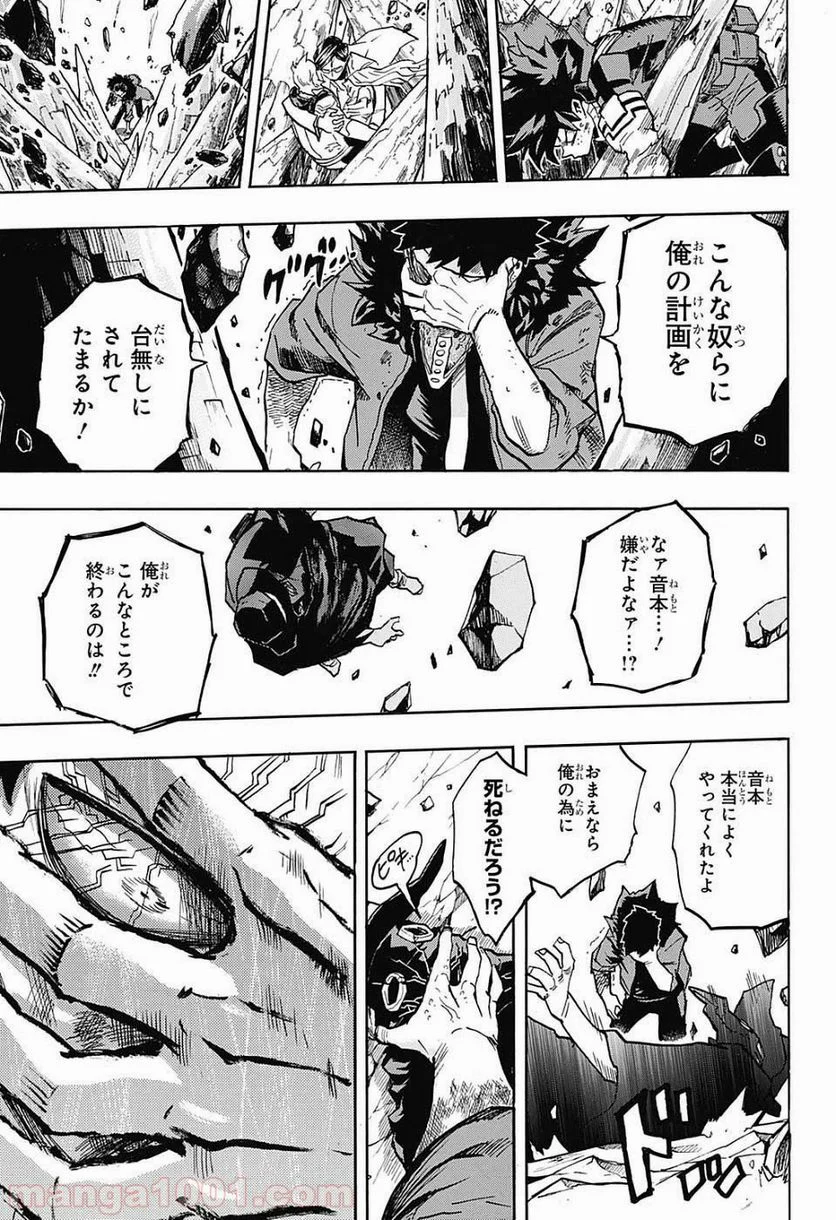 こんな奴らに
俺の計画を
台無しに
されて
たまるか！
グググ…
なァ音本…！
嫌だよなァ…！？
俺が
こんなところで
終わるのは！！
音本
本当によく
やってくれたよ
おまえなら
俺の為に
死ねるだろう！？
ドド
ピキ…
manga1001.com